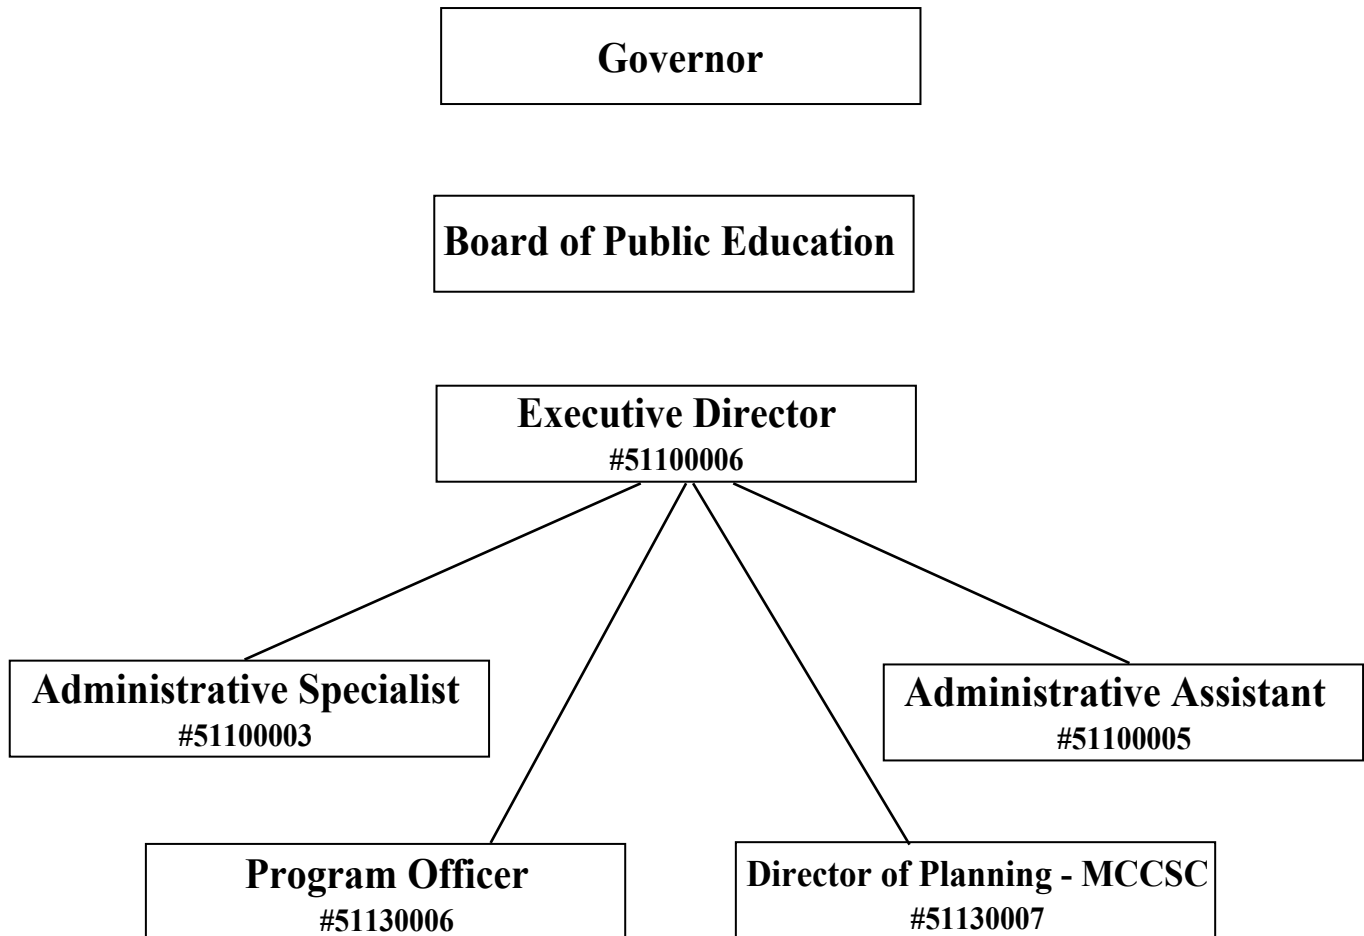 Governor
Board of Public Education
Executive Director
#51100006
Administrative Specialist
#51100003
Administrative Assistant
#51100005
Program Officer
#51130006
Director of Planning - MCCSC
#51130007